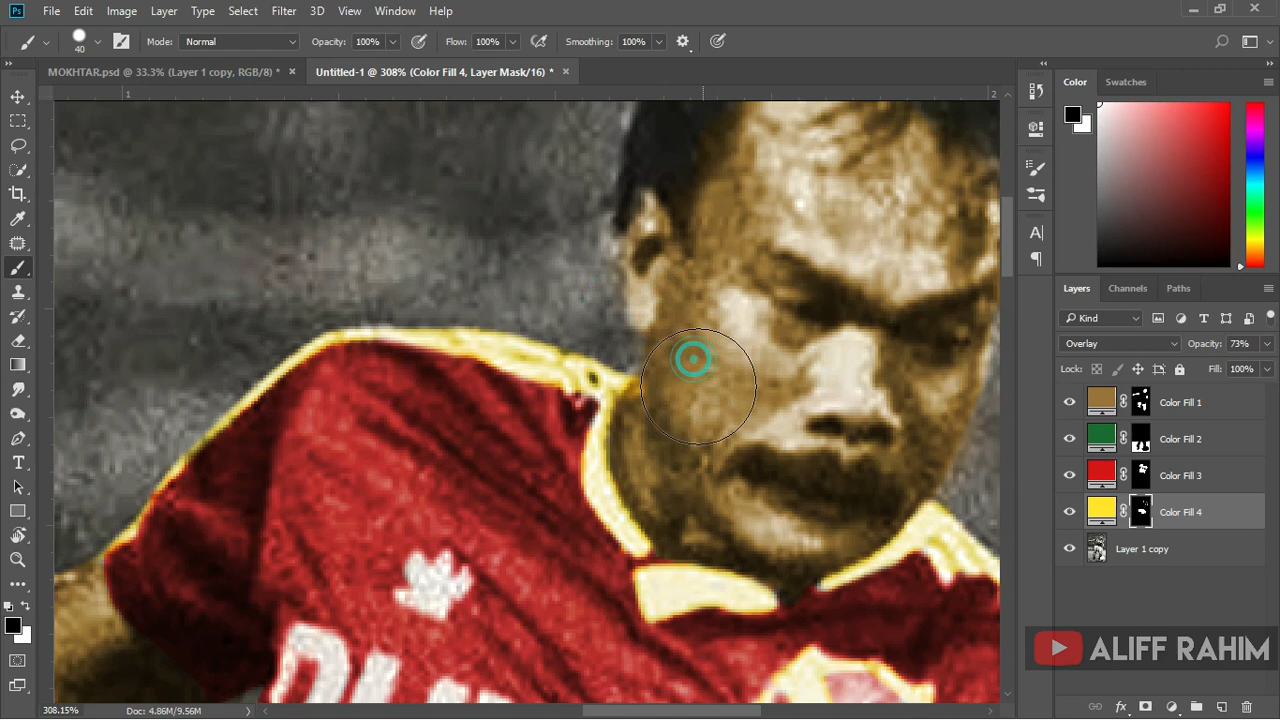 Ps File Edit Image Layer Type Select Filter 3D View Window Help
40 Mode: Normal Opacity: 100% Flow: 100% Smoothing: 100%
MOKHTAR.psd @ 33.3% (Layer 1 copy, RGB/8) * × Untitled-1 @ 308% (Color Fill 4, Layer Mask/16) * ×
1 2
Color Swatches
Layers Channels Paths
Kind
Overlay Opacity: 73%
Lock: Fill: 100%
Color Fill 1
Color Fill 2
Color Fill 3
Color Fill 4
Layer 1 copy
ALIFF RAHIM
308.15% Doc: 4.86M/9.56M